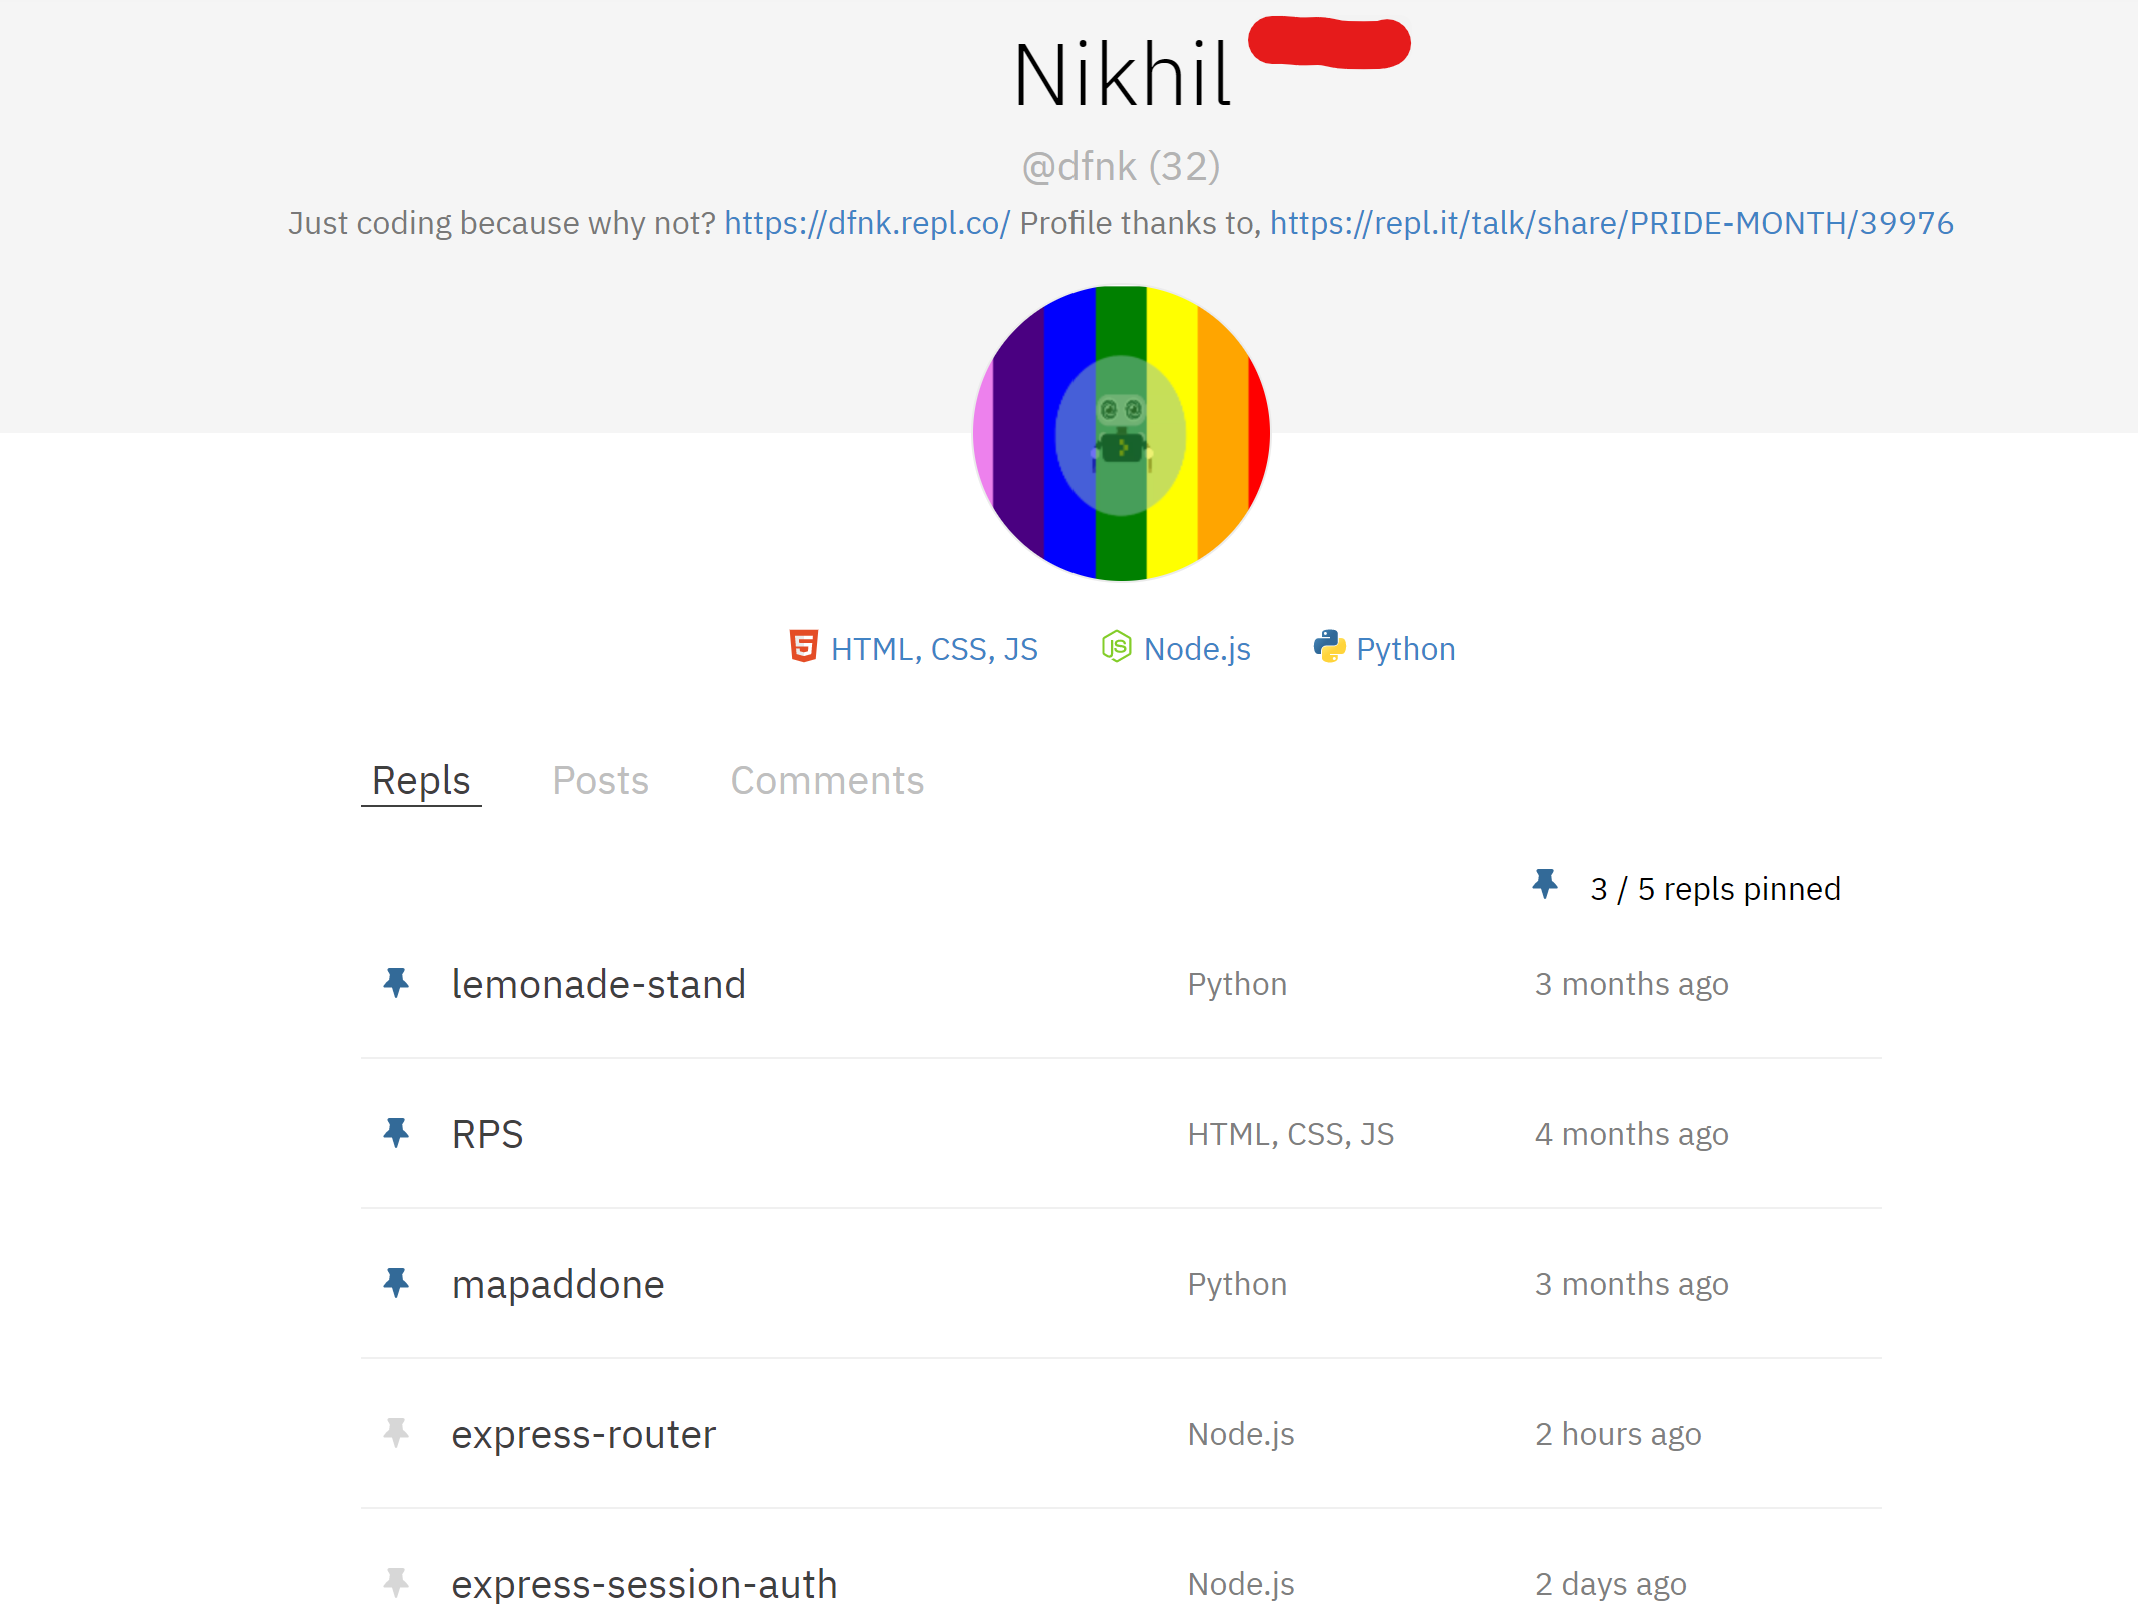 Nikhil
@dfnk (32)
Just coding because why not? https://dfnk.repl.co/ Profile thanks to, https://repl.it/talk/share/PRIDE-MONTH/39976
HTML, CSS, JS Node.js Python
Repls Posts Comments
3 / 5 repls pinned
lemonade-stand Python 3 months ago
RPS HTML, CSS, JS 4 months ago
mapaddone Python 3 months ago
express-router Node.js 2 hours ago
express-session-auth Node.js 2 days ago